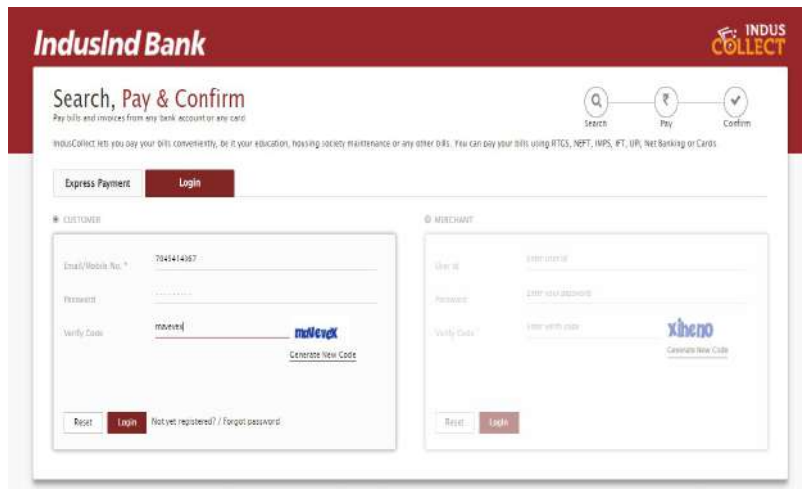 IndusInd Bank
INDUS
COLLECT
Search, Pay & Confirm
Pay bills and invoices from any bank account or any card
Search
Pay
Confirm
IndusCollect lets you pay your bills conveniently, be it your education, housing society maintenance or any other bills. You can pay your bills using RTGS, NEFT, IMPS, IFT, UPI, Net Banking or Cards
Express Payment
Login
CUSTOMER
MERCHANT
Email/Mobile No. *
Password
Verify Code
mavevex
mavevex
Generate New Code
Reset
Login
Not yet registered? / Forgot password
User Id
Enter user id
Password
Enter your password
Verify Code
Enter verify code
xiheno
Generate New Code
Reset
Login